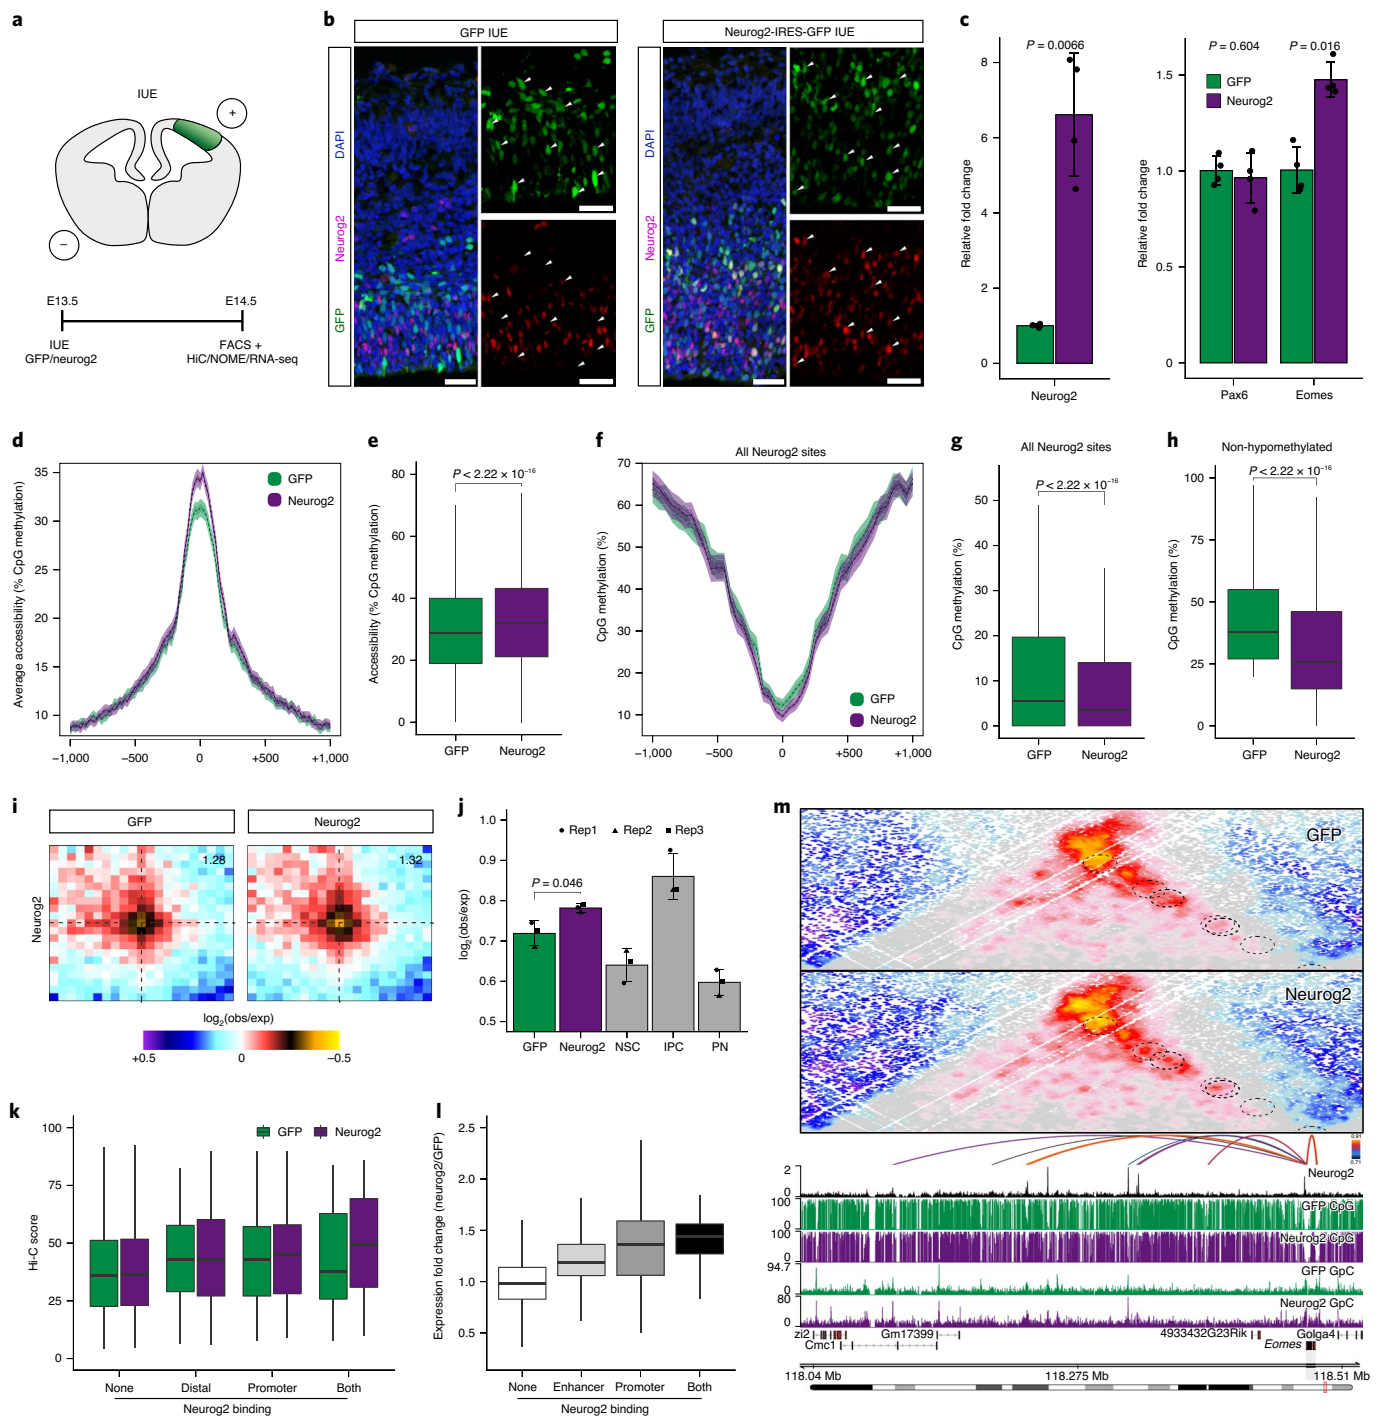 a
IUE
+
−
E13.5
E14.5
IUE
GFP/neurog2
FACS +
HiC/NOME/RNA-seq
b
GFP IUE
Neurog2-IRES-GFP IUE
GFP Neurog2 DAPI
GFP Neurog2 DAPI
c
P = 0.0066
Relative fold change
8
6
4
2
0
Neurog2
P = 0.604
P = 0.016
GFP
Neurog2
Relative fold change
1.5
1.0
0.5
0
Pax6
Eomes
d
Average accessibility (% CpG methylation)
35
30
25
20
15
10
GFP
Neurog2
−1,000
−500
0
+500
+1,000
e
P < 2.22 × 10−16
Accessibility (% CpG methylation)
80
60
40
20
0
GFP
Neurog2
f
All Neurog2 sites
CpG methylation (%)
70
60
50
40
30
20
10
GFP
Neurog2
−1,000
−500
0
+500
+1,000
g
All Neurog2 sites
P < 2.22 × 10−16
CpG methylation (%)
50
40
30
20
10
0
GFP
Neurog2
h
Non-hypomethylated
P < 2.22 × 10−16
CpG methylation (%)
100
75
50
25
0
GFP
Neurog2
i
GFP
Neurog2
1.28
1.32
Neurog2
log2(obs/exp)
+0.5
0
−0.5
j
Rep1
Rep2
Rep3
P = 0.046
log2(obs/exp)
1.0
0.9
0.8
0.7
0.6
0.5
GFP
Neurog2
NSC
IPC
PN
k
GFP
Neurog2
Hi-C score
100
75
50
25
0
None
Distal
Promoter
Both
Neurog2 binding
l
Expression fold change (neurog2/GFP)
2.5
2.0
1.5
1.0
0.5
None
Enhancer
Promoter
Both
Neurog2 binding
m
GFP
Neurog2
0.91
0.71
2
0
Neurog2
100
0
GFP CpG
100
0
Neurog2 CpG
94.7
0
GFP GpC
80
0
Neurog2 GpC
zi2
Gm17399
4933432G23Rik
Golga4
Cmc1
Eomes
118.04 Mb
118.275 Mb
118.51 Mb